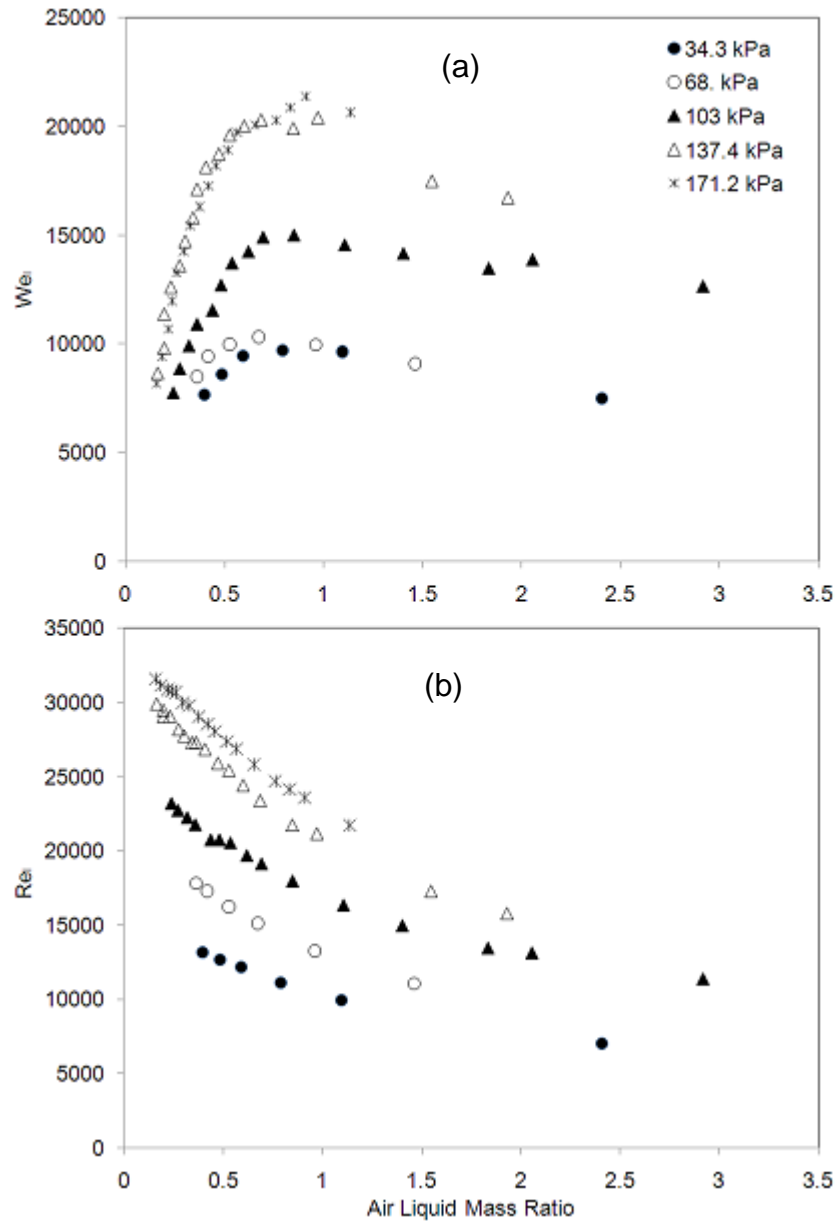 25000
(a)
34.3 kPa
68. kPa
20000
103 kPa
137.4 kPa
171.2 kPa
15000
Wel
10000
5000
0
0 0.5 1 1.5 2 2.5 3 3.5
35000
(b)
30000
25000
20000
Rel
15000
10000
5000
0
0 0.5 1 1.5 2 2.5 3 3.5
Air Liquid Mass Ratio